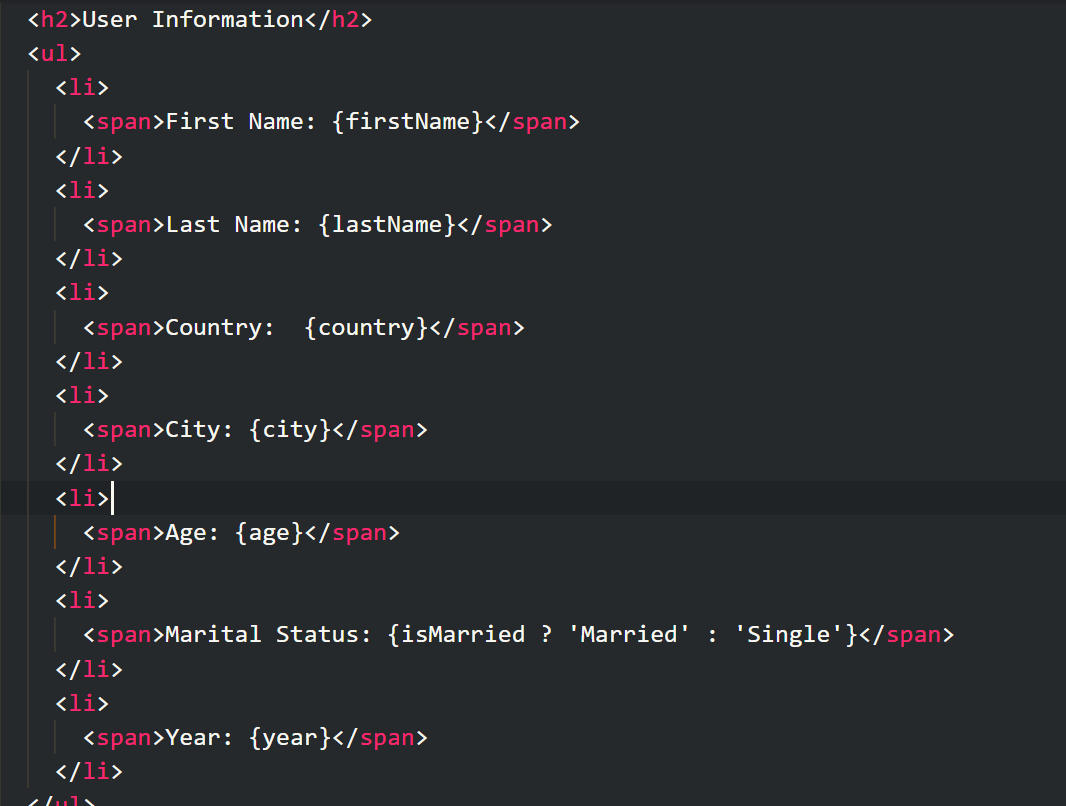 <h2>User Information</h2>
<ul>
<li>
<span>First Name: {firstName}</span>
</li>
<li>
<span>Last Name: {lastName}</span>
</li>
<li>
<span>Country:  {country}</span>
</li>
<li>
<span>City: {city}</span>
</li>
<li>
<span>Age: {age}</span>
</li>
<li>
<span>Marital Status: {isMarried ? 'Married' : 'Single'}</span>
</li>
<li>
<span>Year: {year}</span>
</li>
</ul>